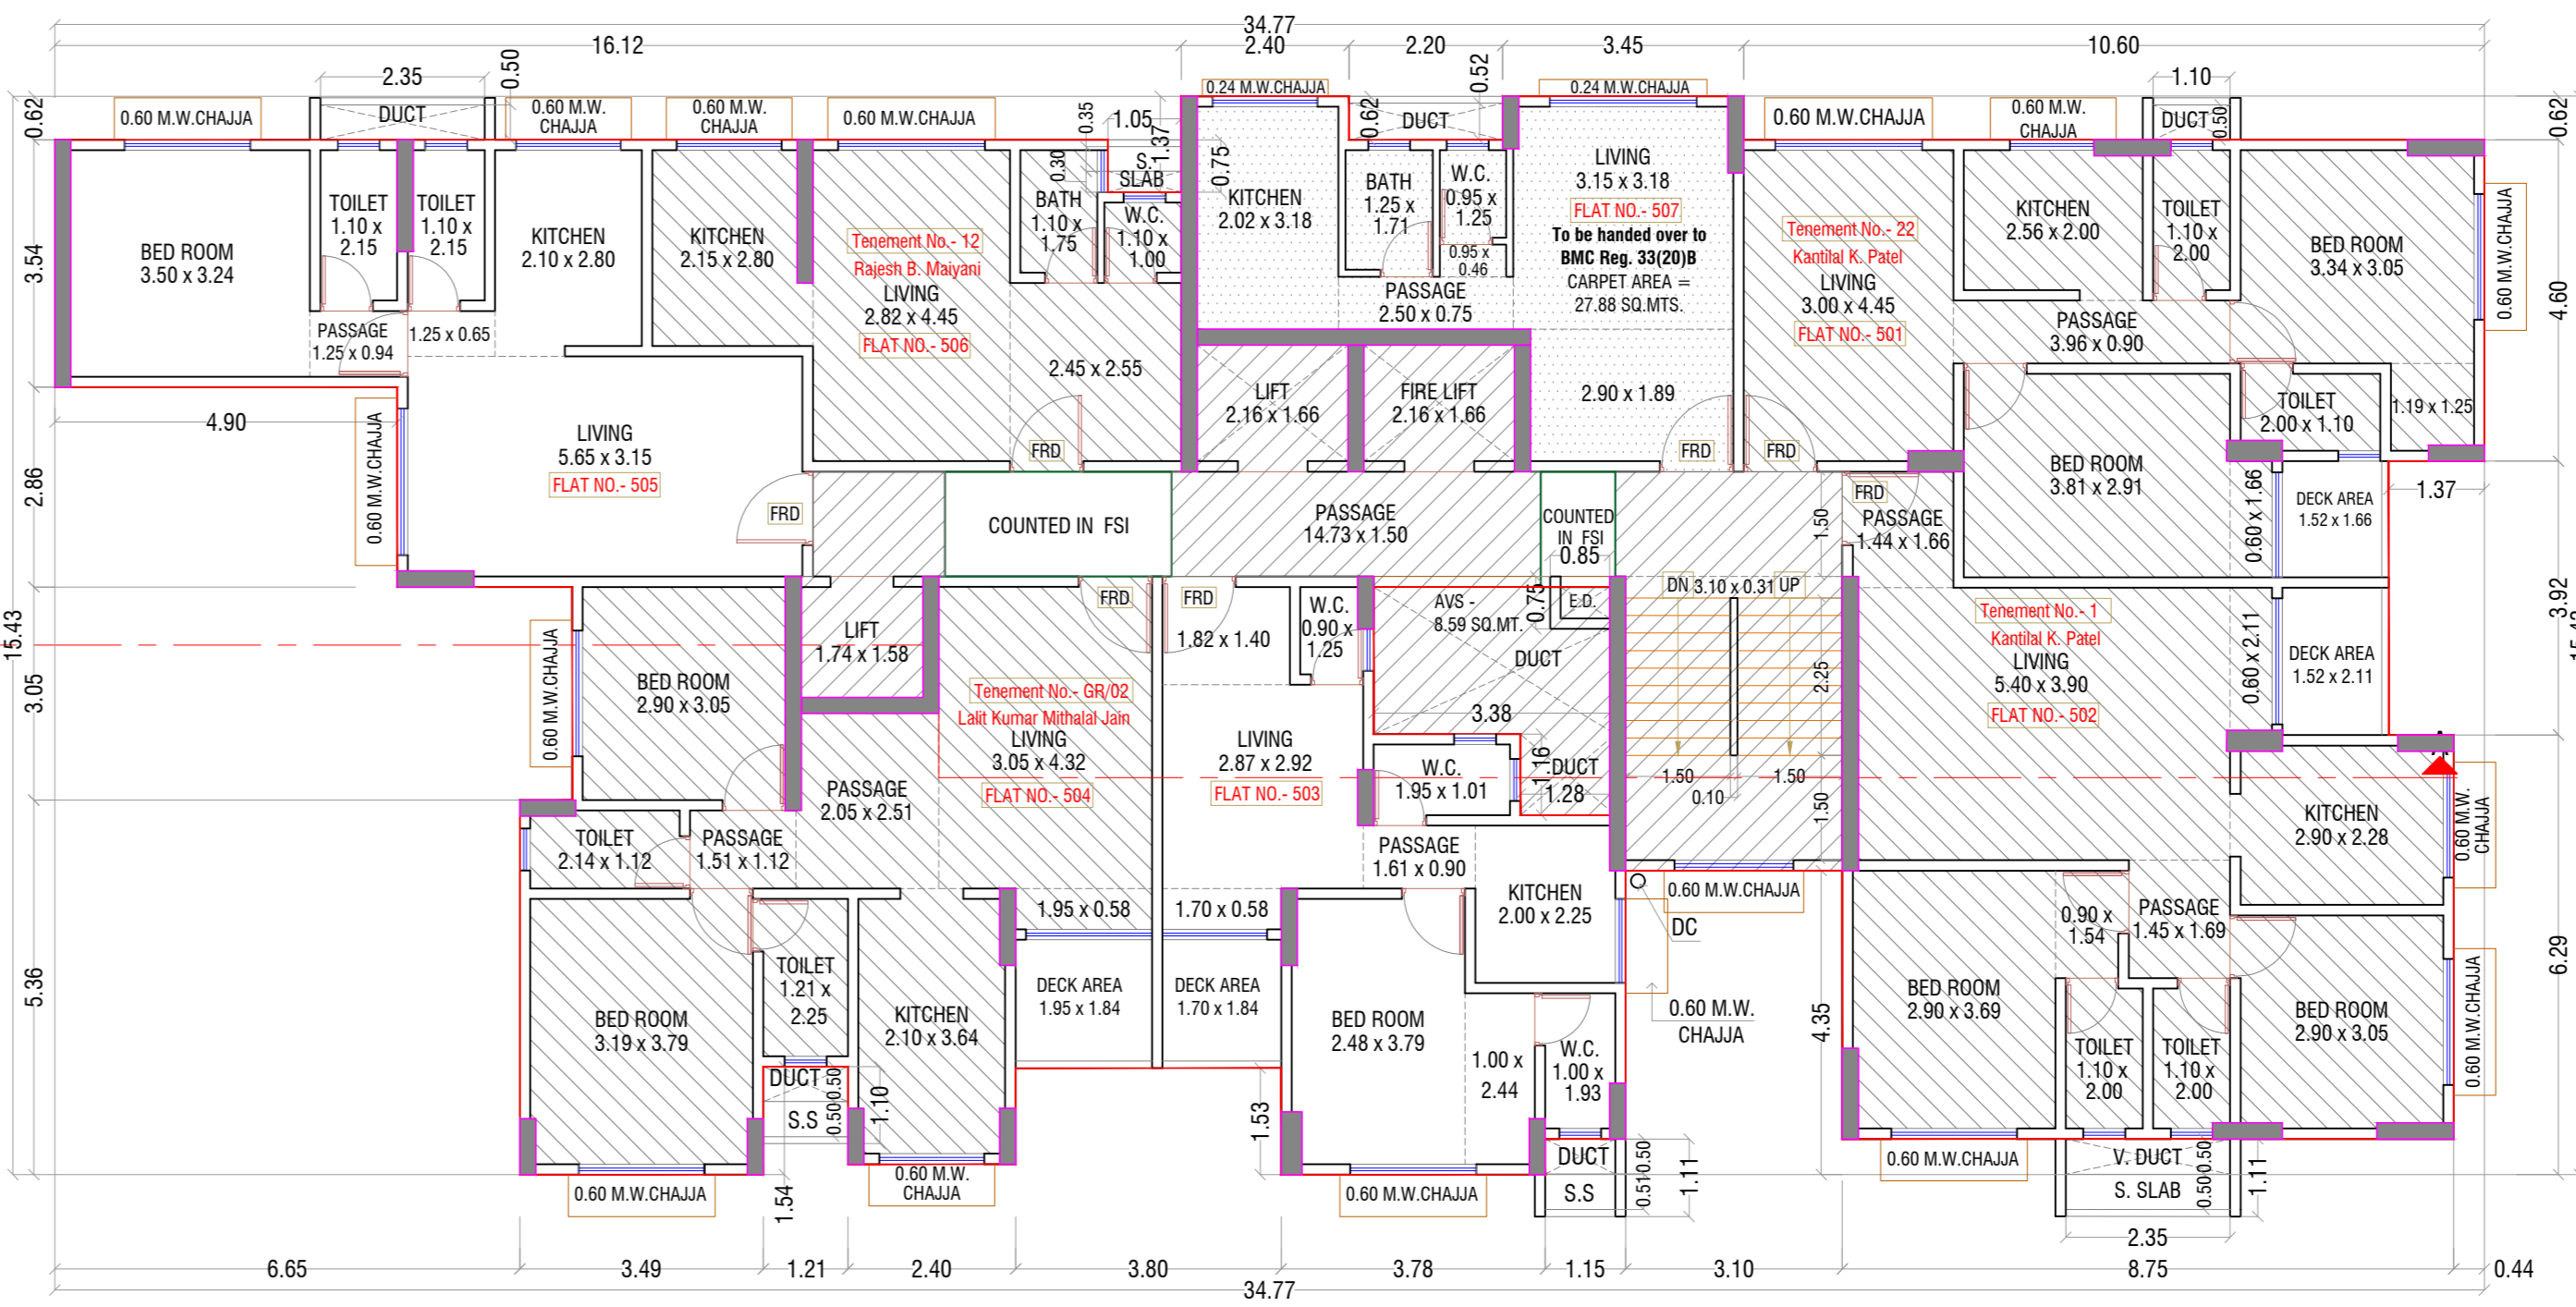 34.77
16.12
2.40
2.20
3.45
10.60
2.35
0.50
0.52
1.10
0.62
0.60 M.W.CHAJJA
DUCT
0.60 M.W.
CHAJJA
0.60 M.W.
CHAJJA
0.60 M.W.CHAJJA
0.35
1.05
1.37
0.30
S.
SLAB
0.24 M.W.CHAJJA
0.75
0.62
DUCT
0.24 M.W.CHAJJA
0.60 M.W.CHAJJA
0.60 M.W.
CHAJJA
DUCT
0.50
0.62
3.54
BED ROOM
3.50 x 3.24
TOILET
1.10 x
2.15
TOILET
1.10 x
2.15
KITCHEN
2.10 x 2.80
KITCHEN
2.15 x 2.80
Tenement No.- 12
Rajesh B. Maiyani
LIVING
2.82 x 4.45
FLAT NO.- 506
2.45 x 2.55
BATH
1.10 x
1.75
W.C.
1.10 x
1.00
KITCHEN
2.02 x 3.18
BATH
1.25 x
1.71
W.C.
0.95 x
1.25
0.95 x
0.46
PASSAGE
2.50 x 0.75
LIVING
3.15 x 3.18
FLAT NO.- 507
To be handed over to
BMC Reg. 33(20)B
CARPET AREA =
27.88 SQ.MTS.
2.90 x 1.89
Tenement No.- 22
Kantilal K. Patel
LIVING
3.00 x 4.45
FLAT NO.- 501
KITCHEN
2.56 x 2.00
TOILET
1.10 x
2.00
BED ROOM
3.34 x 3.05
0.60 M.W.CHAJJA
4.60
PASSAGE
3.96 x 0.90
PASSAGE
1.25 x 0.94
1.25 x 0.65
4.90
0.60 M.W.CHAJJA
LIVING
5.65 x 3.15
FLAT NO.- 505
FRD
FRD
LIFT
2.16 x 1.66
FIRE LIFT
2.16 x 1.66
FRD
FRD
TOILET
2.00 x 1.10
1.19 x 1.25
BED ROOM
3.81 x 2.91
0.60 x 1.66
DECK AREA
1.52 x 1.66
1.37
2.86
COUNTED IN FSI
PASSAGE
14.73 x 1.50
COUNTED
IN FSI
0.85
1.50
FRD
PASSAGE
1.44 x 1.66
15.43
3.05
0.60 M.W.CHAJJA
BED ROOM
2.90 x 3.05
LIFT
1.74 x 1.58
FRD
FRD
Tenement No.- GR/02
Lalit Kumar Mithalal Jain
LIVING
3.05 x 4.32
FLAT NO.- 504
1.82 x 1.40
W.C.
0.90 x
1.25
AVS -
8.59 SQ.MT.
0.75
E.D.
DUCT
3.38
DN
3.10 x 0.31
UP
2.25
Tenement No.- 1
Kantilal K. Patel
LIVING
5.40 x 3.90
FLAT NO.- 502
0.60 x 2.11
DECK AREA
1.52 x 2.11
3.92
LIVING
2.87 x 2.92
FLAT NO.- 503
W.C.
1.95 x 1.01
1.16
DUCT
1.28
1.50
0.10
1.50
1.50
KITCHEN
2.90 x 2.28
0.60 M.W.
CHAJJA
PASSAGE
2.05 x 2.51
TOILET
2.14 x 1.12
PASSAGE
1.51 x 1.12
PASSAGE
1.61 x 0.90
KITCHEN
2.00 x 2.25
0.60 M.W.CHAJJA
DC
1.95 x 0.58
1.70 x 0.58
0.90 x
1.54
PASSAGE
1.45 x 1.69
5.36
BED ROOM
3.19 x 3.79
TOILET
1.21 x
2.25
KITCHEN
2.10 x 3.64
DECK AREA
1.95 x 1.84
DECK AREA
1.70 x 1.84
BED ROOM
2.48 x 3.79
1.00 x
2.44
W.C.
1.00 x
1.93
0.60 M.W.
CHAJJA
4.35
BED ROOM
2.90 x 3.69
TOILET
1.10 x
2.00
TOILET
1.10 x
2.00
BED ROOM
2.90 x 3.05
0.60 M.W.CHAJJA
6.29
DUCT
S.S
0.50
0.50
1.10
1.54
1.53
DUCT
S.S
0.50
0.51
1.11
V. DUCT
S. SLAB
0.50
0.50
1.11
0.60 M.W.CHAJJA
0.60 M.W.
CHAJJA
0.60 M.W.CHAJJA
0.60 M.W.CHAJJA
2.35
6.65
3.49
1.21
2.40
3.80
3.78
1.15
3.10
8.75
0.44
34.77